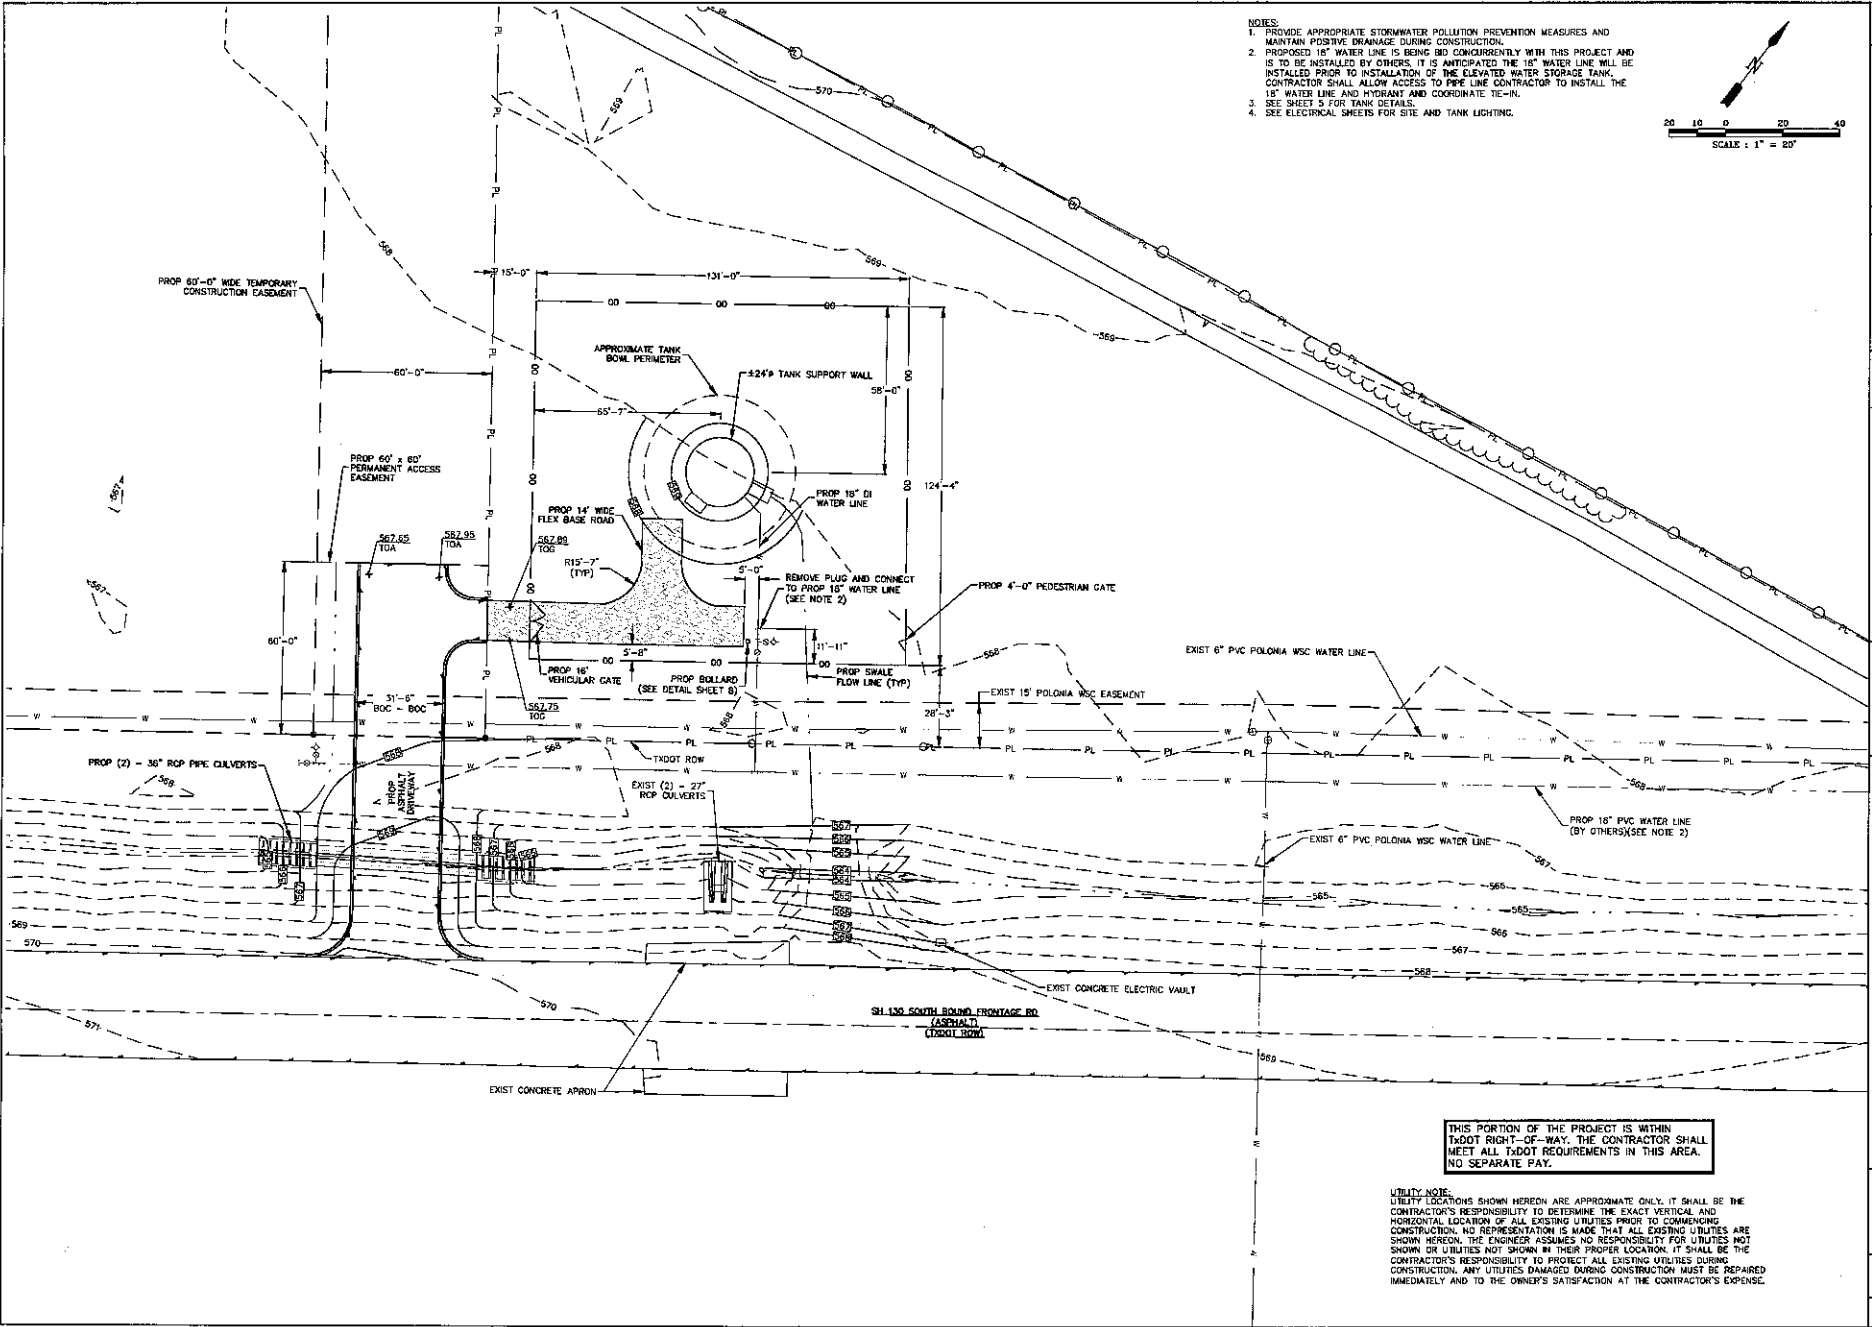 NOTES:
1. PROVIDE APPROPRIATE STORMWATER POLLUTION PREVENTION MEASURES AND
MAINTAIN POSITIVE DRAINAGE DURING CONSTRUCTION.
2. PROPOSED 18" WATER LINE IS BEING BID CONCURRENTLY WITH THIS PROJECT AND
IS TO BE INSTALLED BY OTHERS. IT IS ANTICIPATED THE 18" WATER LINE WILL BE
INSTALLED PRIOR TO INSTALLATION OF THE ELEVATED WATER STORAGE TANK.
CONTRACTOR SHALL ALLOW ACCESS TO PIPE LINE CONTRACTOR TO INSTALL THE
18" WATER LINE AND HYDRANT AND COORDINATE TIE-IN.
3. SEE SHEET 5 FOR TANK DETAILS.
4. SEE ELECTRICAL SHEETS FOR SITE AND TANK LIGHTING.
N
20 10 0 20 40
SCALE : 1" = 20'
570
569
568
569
569
PROP 60'-0" WIDE TEMPORARY
CONSTRUCTION EASEMENT
15'-0"
131'-0"
60'-0"
APPROXIMATE TANK
BOWL PERIMETER
±24'ø TANK SUPPORT WALL
58'-0"
65'-7"
124'-4"
PROP 60' x 60'
PERMANENT ACCESS
EASEMENT
567
PROP 14' WIDE
FLEX BASE ROAD
PROP 18" DI
WATER LINE
567.65
TOA
567.95
TOA
567.89
TOG
R15'-7"
(TYP)
5'-0"
REMOVE PLUG AND CONNECT
TO PROP 18" WATER LINE
(SEE NOTE 2)
PROP 4'-0" PEDESTRIAN GATE
567
60'-0"
11'-11"
5'-8"
PROP 16'
VEHICULAR GATE
PROP BOLLARD
(SEE DETAIL SHEET 8)
PROP SWALE
FLOW LINE (TYP)
568
EXIST 6" PVC POLONIA WSC WATER LINE
31'-6"
BOC - BOC
567.75
TOG
568
28'-3"
EXIST 15' POLONIA WSC EASEMENT
568
TXDOT ROW
PROP (2) - 36" RCP PIPE CULVERTS
568
PROP
ASPHALT
DRIVEWAY
EXIST (2) - 27"
RCP CULVERTS
568
PROP 18" PVC WATER LINE
(BY OTHERS)(SEE NOTE 2)
EXIST 6" PVC POLONIA WSC WATER LINE
567
566
565
565
566
567
568
569
570
570
571
EXIST CONCRETE ELECTRIC VAULT
SH 130 SOUTH BOUND FRONTAGE RD
(ASPHALT)
(TXDOT ROW)
569
EXIST CONCRETE APRON
THIS PORTION OF THE PROJECT IS WITHIN
TxDOT RIGHT-OF-WAY. THE CONTRACTOR SHALL
MEET ALL TxDOT REQUIREMENTS IN THIS AREA.
NO SEPARATE PAY.
UTILITY NOTE:
UTILITY LOCATIONS SHOWN HEREON ARE APPROXIMATE ONLY. IT SHALL BE THE
CONTRACTOR'S RESPONSIBILITY TO DETERMINE THE EXACT VERTICAL AND
HORIZONTAL LOCATION OF ALL EXISTING UTILITIES PRIOR TO COMMENCING
CONSTRUCTION. NO REPRESENTATION IS MADE THAT ALL EXISTING UTILITIES ARE
SHOWN HEREON. THE ENGINEER ASSUMES NO RESPONSIBILITY FOR UTILITIES NOT
SHOWN OR UTILITIES NOT SHOWN IN THEIR PROPER LOCATION. IT SHALL BE THE
CONTRACTOR'S RESPONSIBILITY TO PROTECT ALL EXISTING UTILITIES DURING
CONSTRUCTION. ANY UTILITIES DAMAGED DURING CONSTRUCTION MUST BE REPAIRED
IMMEDIATELY AND TO THE OWNER'S SATISFACTION AT THE CONTRACTOR'S EXPENSE.